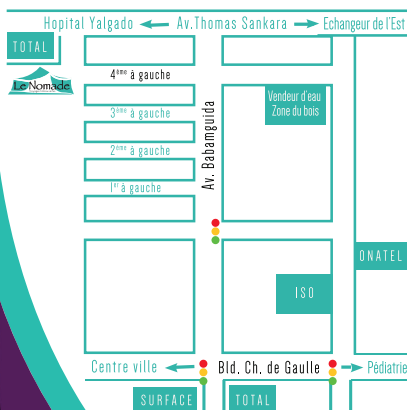 Hopital Yalgado
Av.Thomas Sankara
Echangeur de l'Est
TOTAL
Le Nomade
4ème à gauche
3ème à gauche
2ème à gauche
1er à gauche
Av. Babamguida
Vendeur d'eau
Zone du bois
ONATEL
ISO
Centre ville
Bld. Ch. de Gaulle
Pédiatrie
SURFACE
TOTAL